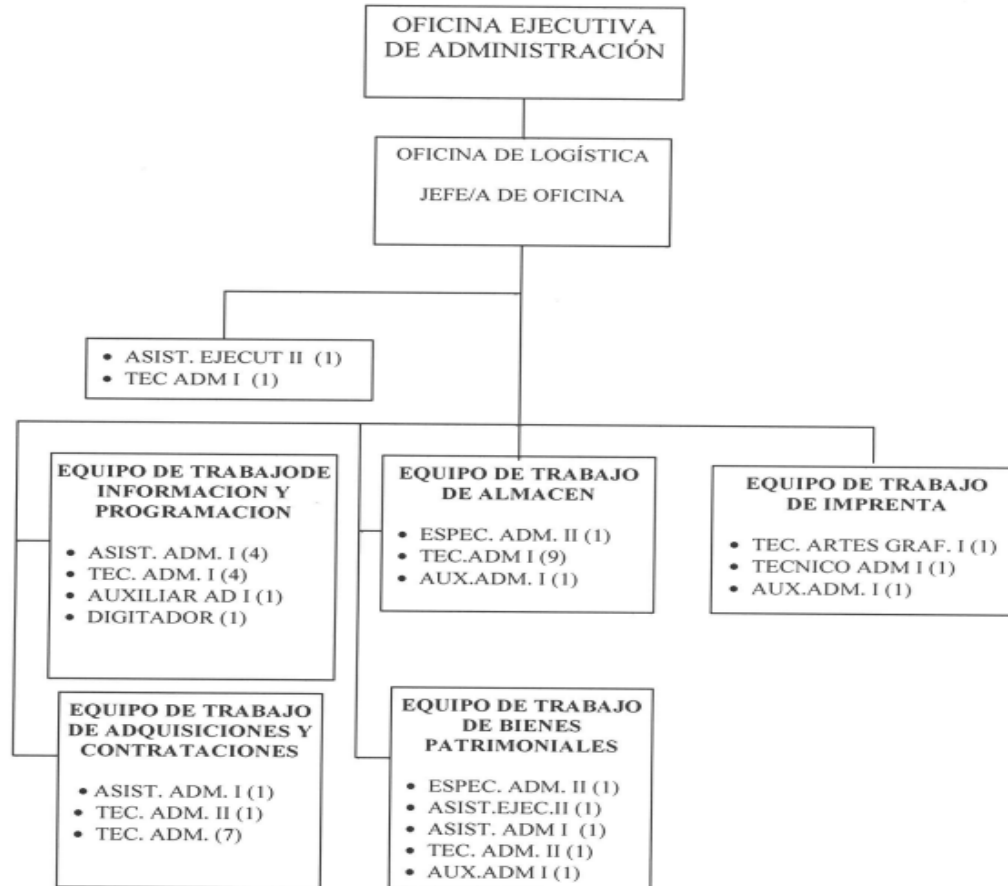 OFICINA EJECUTIVA
DE ADMINISTRACIÓN
OFICINA DE LOGÍSTICA
JEFE/A DE OFICINA
• ASIST. EJECUT II (1)
• TEC ADM I (1)
EQUIPO DE TRABAJODE
INFORMACION Y
PROGRAMACION
• ASIST. ADM. I (4)
• TEC. ADM. I (4)
• AUXILIAR AD I (1)
• DIGITADOR (1)
EQUIPO DE TRABAJO
DE ALMACEN
• ESPEC. ADM. II (1)
• TEC.ADM I (9)
• AUX.ADM. I (1)
EQUIPO DE TRABAJO
DE IMPRENTA
• TEC. ARTES GRAF. I (1)
• TECNICO ADM I (1)
• AUX.ADM. I (1)
EQUIPO DE TRABAJO
DE ADQUISICIONES Y
CONTRATACIONES
• ASIST. ADM. I (1)
• TEC. ADM. II (1)
• TEC. ADM. (7)
EQUIPO DE TRABAJO
DE BIENES
PATRIMONIALES
• ESPEC. ADM. II (1)
• ASIST.EJEC.II (1)
• ASIST. ADM I (1)
• TEC. ADM. II (1)
• AUX.ADM I (1)